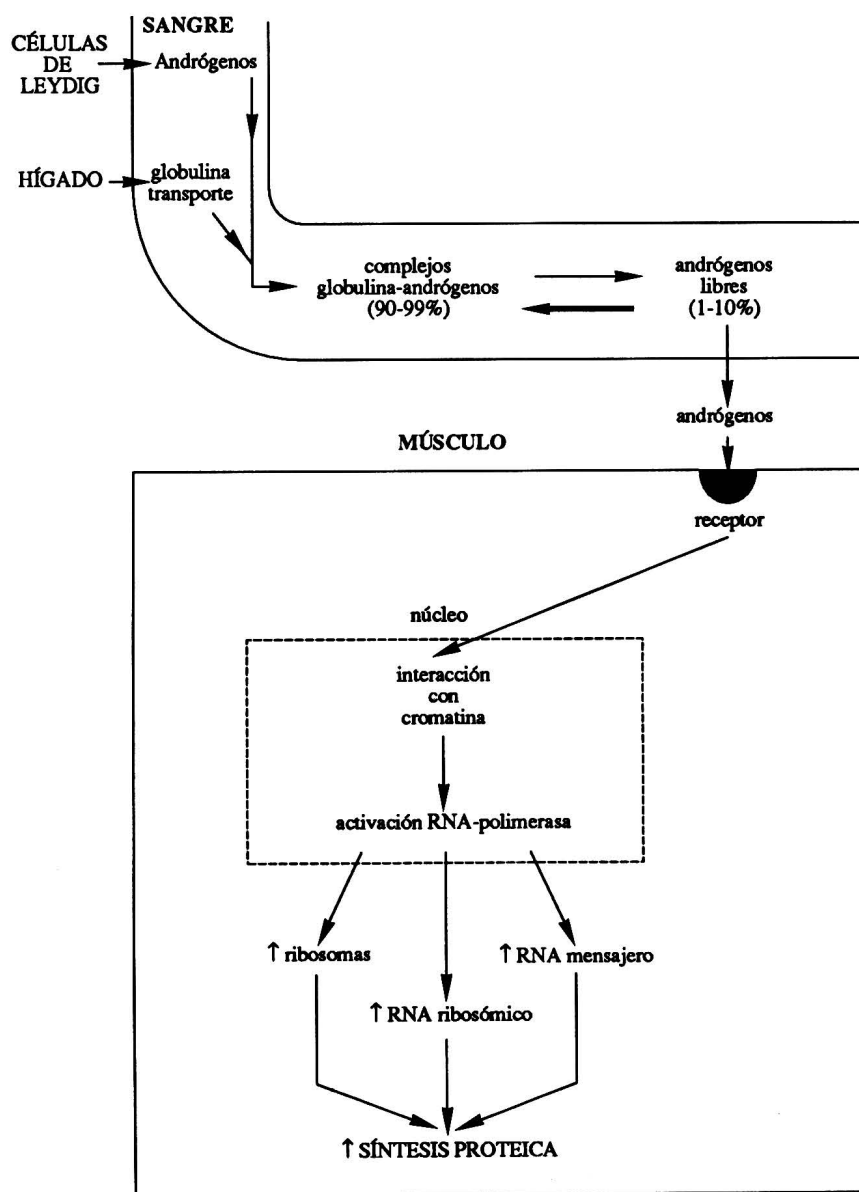 SANGRE
CÉLULAS
DE
LEYDIG
Andrógenos
HÍGADO
globulina
transporte
complejos
globulina-andrógenos
(90-99%)
andrógenos
libres
(1-10%)
andrógenos
MÚSCULO
receptor
núcleo
interacción
con
cromatina
activación RNA-polimerasa
↑ ribosomas
↑ RNA mensajero
↑ RNA ribosómico
↑ SÍNTESIS PROTEICA